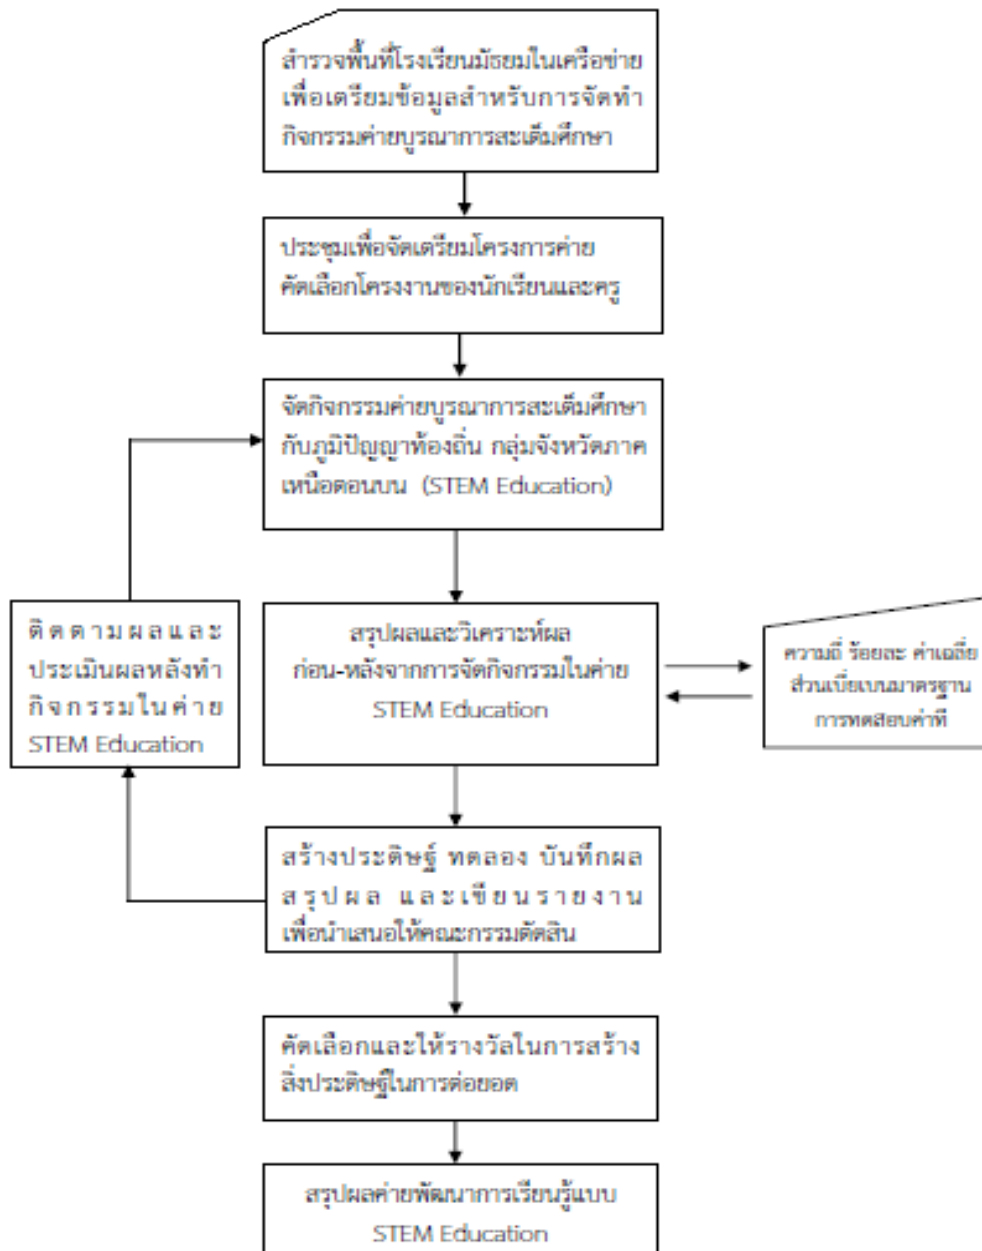 สำรวจพื้นที่โรงเรียนมัธยมในเครือข่าย
เพื่อเตรียมข้อมูลสำหรับการจัดทำ
กิจกรรมค่ายบูรณาการสะเต็มศึกษา
ประชุมเพื่อจัดเตรียมโครงการค่าย
คัดเลือกโครงงานของนักเรียนและครู
จัดกิจกรรมค่ายบูรณาการสะเต็มศึกษา
กับภูมิปัญญาท้องถิ่น กลุ่มจังหวัดภาค
เหนือตอนบน (STEM Education)
ติดตามผลและ
ประเมินผลหลังทำ
กิจกรรมในค่าย
STEM Education
สรุปผลและวิเคราะห์ผล
ก่อน-หลังจากการจัดกิจกรรมในค่าย
STEM Education
ความถี่ ร้อยละ ค่าเฉลี่ย
ส่วนเบี่ยงเบนมาตรฐาน
การทดสอบค่าที
สร้างประดิษฐ์ ทดลอง บันทึกผล
สรุปผล และเขียนรายงาน
เพื่อนำเสนอให้คณะกรรมตัดสิน
คัดเลือกและให้รางวัลในการสร้าง
สิ่งประดิษฐ์ในการต่อยอด
สรุปผลค่ายพัฒนาการเรียนรู้แบบ
STEM Education